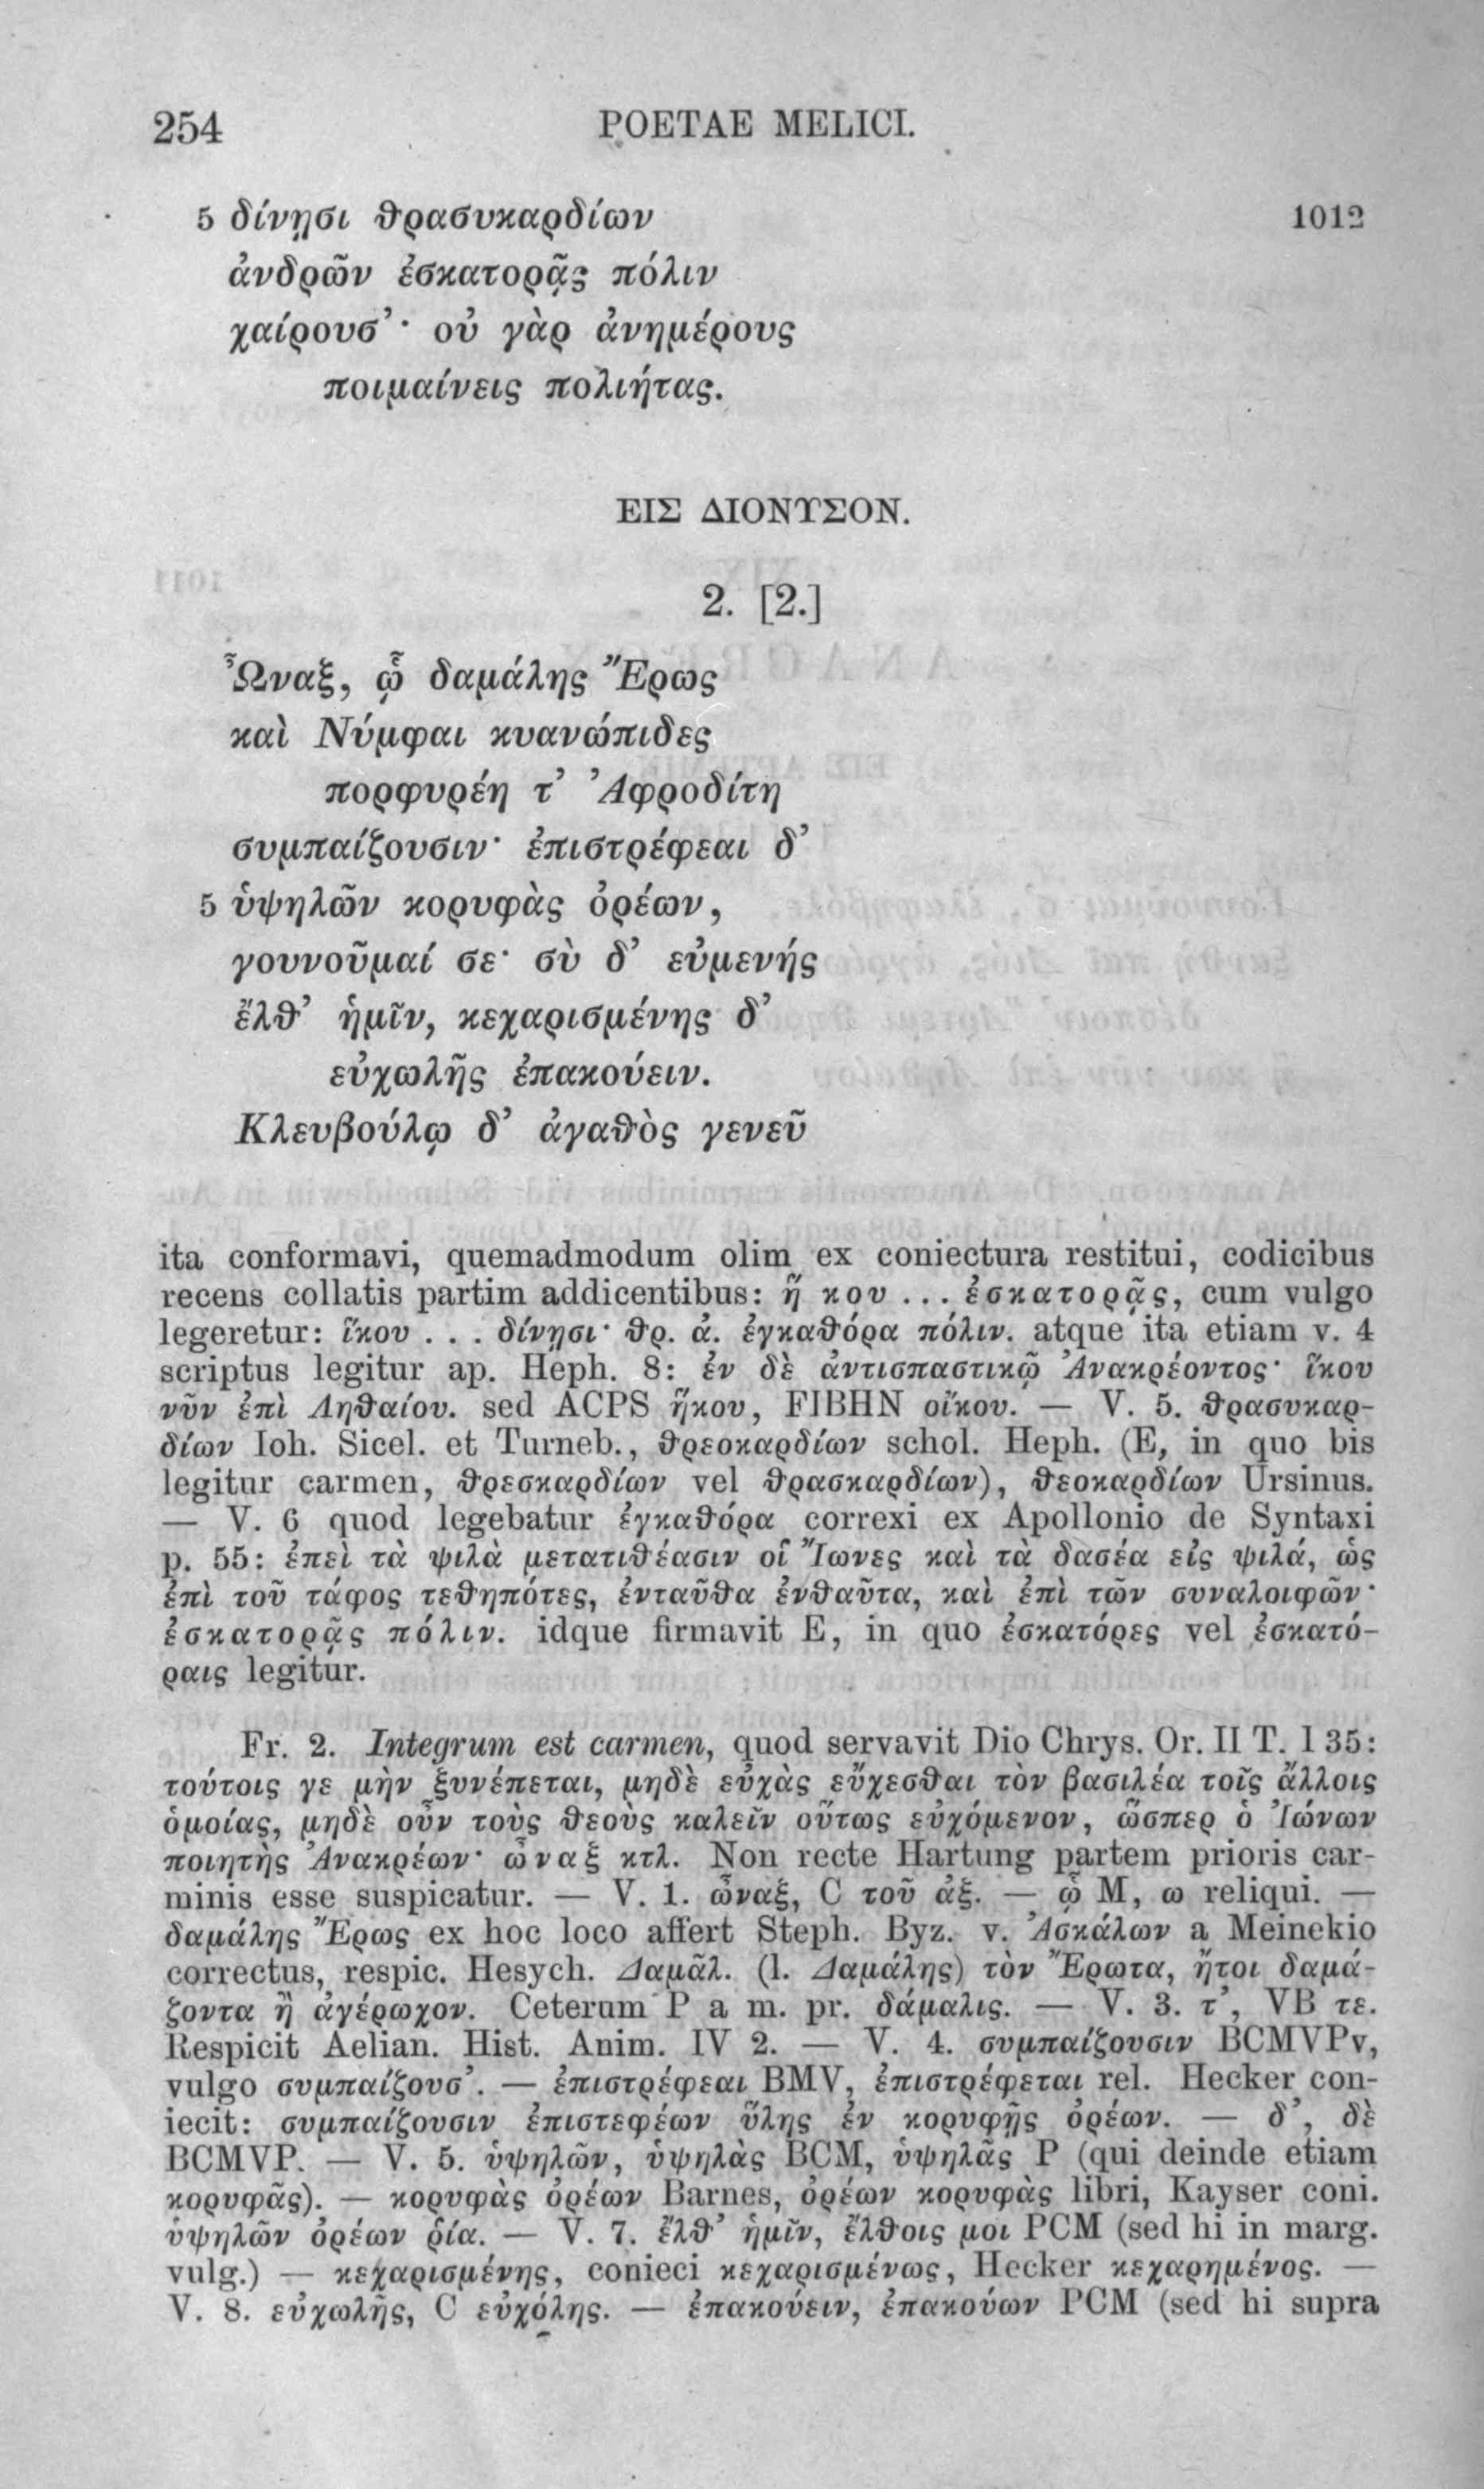 254 POETAE MELICI.
5 δίνῃσι θρασυκαρδίων 1012
ἀνδρῶν ἐσκατορᾷς πόλιν
χαίρουσ’· οὐ γὰρ ἀνημέρους
ποιμαίνεις πολιήτας.
ΕΙΣ ΔΙΟΝΥΣΟΝ.
2. [2.]
Ὦναξ, ᾧ δαμάλης Ἔρως
καὶ Νύμφαι κυανώπιδες
πορφυρέη τ’ Ἀφροδίτη
συμπαίζουσιν· ἐπιστρέφεαι δ’
5 ὑψηλῶν κορυφὰς ὀρέων,
γουνοῦμαί σε· σὺ δ’ εὐμενής
ἔλθ’ ἡμῖν, κεχαρισμένης δ’
εὐχωλῆς ἐπακούειν.
Κλευβούλῳ δ’ ἀγαθὸς γενεῦ
ita conformavi, quemadmodum olim ex coniectura restitui, codicibus
recens collatis partim addicentibus: ἤ κου ... ἐσκατορᾷς, cum vulgo
legeretur: ἵκου ... δίνῃσι· θρ. ἀ. ἐγκαθόρα πόλιν. atque ita etiam v. 4
scriptus legitur ap. Heph. 8: ἐν δὲ ἀντισπαστικῷ Ἀνακρέοντος· ἵκου
νῦν ἐπὶ Ληθαίου. sed ACPS ἥκου, FIBHN οἴκου. — V. 5. θρασυκαρ-
δίων Ioh. Sicel. et Turneb., θρεοκαρδίων schol. Heph. (E, in quo bis
legitur carmen, θρεσκαρδίων vel θρασκαρδίων), θεοκαρδίων Ursinus.
— V. 6 quod legebatur ἐγκαθόρα correxi ex Apollonio de Syntaxi
p. 55: ἐπεὶ τὰ ψιλὰ μετατιθέασιν οἱ Ἴωνες καὶ τὰ δασέα εἰς ψιλά, ὡς
ἐπὶ τοῦ τάφος τεθηπότες, ἐνταῦθα ἐνθαῦτα, καὶ ἐπὶ τῶν συναλοιφῶν·
ἐσκατορᾷς πόλιν. idque firmavit E, in quo ἐσκατόρες vel ἐσκατό-
ραις legitur.
Fr. 2. Integrum est carmen, quod servavit Dio Chrys. Or. II T. I 35:
τούτοις γε μὴν ξυνέπεται, μηδὲ εὐχὰς εὔχεσθαι τὸν βασιλέα τοῖς ἄλλοις
ὁμοίας, μηδὲ οὖν τοὺς θεοὺς καλεῖν οὕτως εὐχόμενον, ὥσπερ ὁ Ἰώνων
ποιητὴς Ἀνακρέων· ὦναξ κτλ. Non recte Hartung partem prioris car-
minis esse suspicatur. — V. 1. ὦναξ, C τοῦ ἀξ. — ᾧ M, ω reliqui. —
δαμάλης Ἔρως ex hoc loco affert Steph. Byz. v. Ἀσκάλων a Meinekio
correctus, respic. Hesych. Δαμᾶλ. (l. Δαμάλης) τὸν Ἔρωτα, ἤτοι δαμά-
ζοντα ἢ ἀγέρωχον. Ceterum P a m. pr. δάμαλις. — V. 3. τ’, VB τε.
Respicit Aelian. Hist. Anim. IV 2. — V. 4. συμπαίζουσιν BCMVPv,
vulgo συμπαίζουσ’. — ἐπιστρέφεαι BMV, ἐπιστρέφεται rel. Hecker con-
iecit: συμπαίζουσιν ἐπιστεφέων ὕλης ἐν κορυφῇς ὀρέων. — δ’, δὲ
BCMVP. — V. 5. ὑψηλῶν, ὑψηλὰς BCM, ὑψηλᾶς P (qui deinde etiam
κορυφᾶς). — κορυφὰς ὀρέων Barnes, ὀρέων κορυφὰς libri, Kayser coni.
ὑψηλῶν ὀρέων ῥία. — V. 7. ἔλθ’ ἡμῖν, ἔλθοις μοι PCM (sed hi in marg.
vulg.) — κεχαρισμένης, conieci κεχαρισμένως, Hecker κεχαρημένος. —
V. 8. εὐχωλῆς, C εὐχόλης. — ἐπακούειν, ἐπακούων PCM (sed hi supra